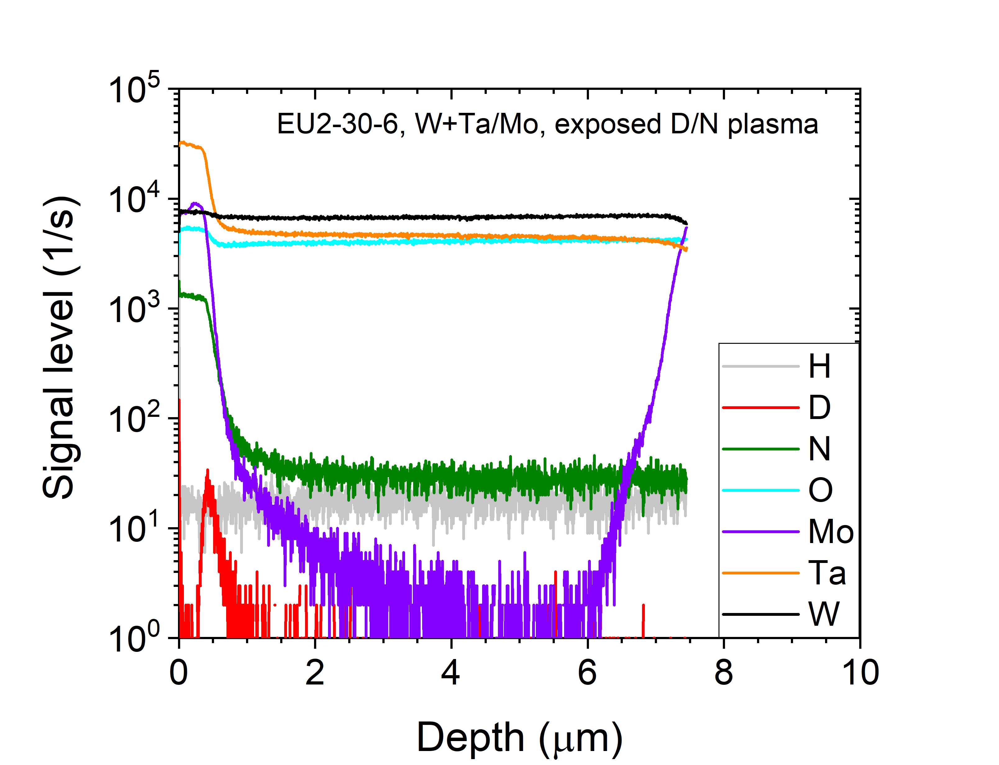 EU2-30-6, W+Ta/Mo, exposed D/N plasma
Signal level (1/s)
10^5
10^4
10^3
10^2
10^1
10^0
H
D
N
O
Mo
Ta
W
0 2 4 6 8 10
Depth (μm)